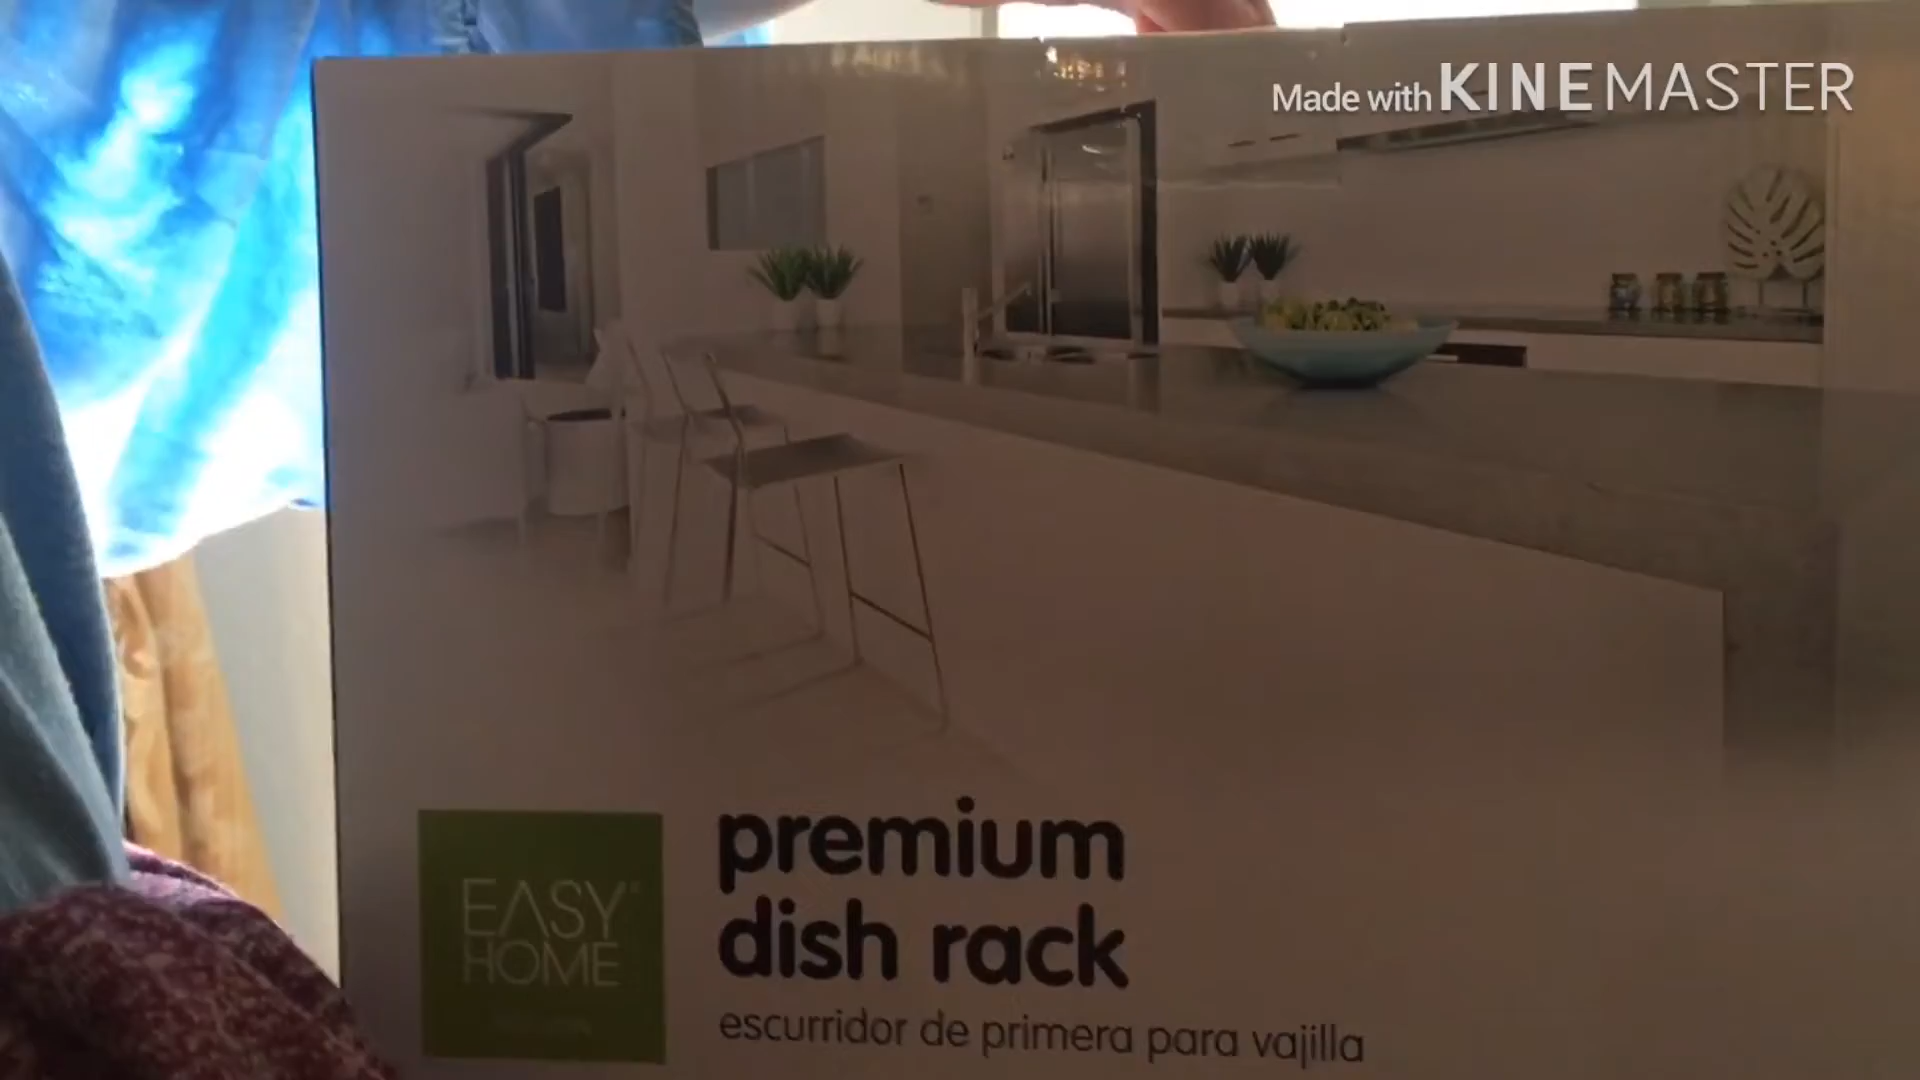 Made with KINEMASTER
EASY
HOME
premium
dish rack
escurridor de primera para vajilla